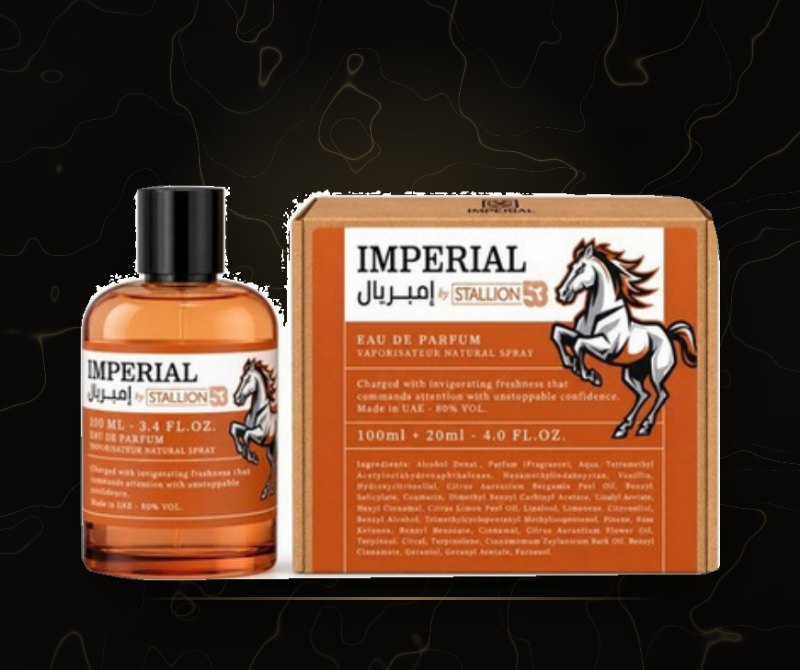 IMPERIAL
إمبـريال by STALLION 53
100 ML - 3.4 FL.OZ.
EAU DE PARFUM
VAPORISATEUR NATURAL SPRAY
Charged with invigorating freshness that
commands attention with unstoppable
confidence.
Made in UAE - 80% VOL.
IMPERIAL
IMPERIAL
إمبـريال by STALLION 53
EAU DE PARFUM
VAPORISATEUR NATURAL SPRAY
Charged with invigorating freshness that
commands attention with unstoppable confidence.
Made in UAE - 80% VOL.
100ml + 20ml - 4.0 FL.OZ.
Ingredients: Alcohol Denat., Parfum (Fragrance), Aqua, Tetramethyl
Acetyloctahydronaphthalenes, Hexamethylindanopyran, Vanillin,
Hydroxycitronellal, Citrus Aurantium Bergamia Peel Oil, Benzyl
Salicylate, Coumarin, Dimethyl Benzyl Carbinyl Acetate, Linalyl Acetate,
Hexyl Cinnamal, Citrus Limon Peel Oil, Linalool, Limonene, Citronellol,
Benzyl Alcohol, Trimethylcyclopentenyl Methylisopentenol, Pinene, Rose
Ketones, Benzyl Benzoate, Cinnamal, Citrus Aurantium Flower Oil,
Terpineol, Citral, Terpinolene, Cinnamomum Zeylanicum Bark Oil, Benzyl
Cinnamate, Geraniol, Geranyl Acetate, Farnesol.